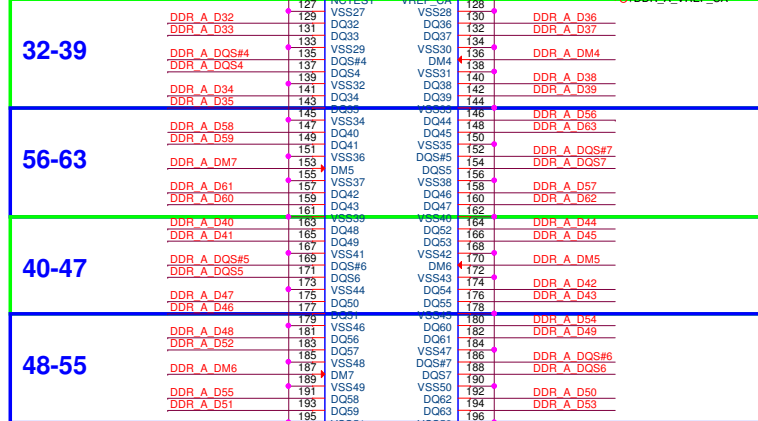 127 NCTEST VREF_CA 128
VSS27 VSS28
DDR_A_D32 129 DQ32 DQ36 130 DDR_A_D36
DDR_A_D33 131 DQ33 DQ37 132 DDR_A_D37
133 VSS29 VSS30 134
32-39
DDR_A_DQS#4 135 DQS#4 DM4 136 DDR_A_DM4
DDR_A_DQS4 137 DQS4 VSS31 138
139 VSS32 DQ38 140 DDR_A_D38
DDR_A_D34 141 DQ34 DQ39 142 DDR_A_D39
DDR_A_D35 143 144
145 VSS34 DQ44 146 DDR_A_D56
DDR_A_D58 147 DQ40 DQ45 148 DDR_A_D63
DDR_A_D59 149 DQ41 VSS35 150
151 VSS36 DQS#5 152 DDR_A_DQS#7
56-63
DDR_A_DM7 153 DM5 DQS5 154 DDR_A_DQS7
155 VSS37 VSS38 156
DDR_A_D61 157 DQ42 DQ46 158 DDR_A_D57
DDR_A_D60 159 DQ43 DQ47 160 DDR_A_D62
161 VSS39 VSS40 162
DDR_A_D40 163 DQ48 DQ52 164 DDR_A_D44
DDR_A_D41 165 DQ49 DQ53 166 DDR_A_D45
167 VSS41 VSS42 168
40-47
DDR_A_DQS#5 169 DQS#6 DM6 170 DDR_A_DM5
DDR_A_DQS5 171 DQS6 VSS43 172
173 VSS44 DQ54 174 DDR_A_D42
DDR_A_D47 175 DQ50 DQ55 176 DDR_A_D43
DDR_A_D46 177 DQ51 VSS45 178
179 VSS46 DQ60 180 DDR_A_D54
DDR_A_D48 181 DQ56 DQ61 182 DDR_A_D49
DDR_A_D52 183 DQ57 VSS47 184
185 VSS48 DQS#7 186 DDR_A_DQS#6
48-55
DDR_A_DM6 187 DM7 DQS7 188 DDR_A_DQS6
189 VSS49 VSS50 190
DDR_A_D55 191 DQ58 DQ62 192 DDR_A_D50
DDR_A_D51 193 DQ59 DQ63 194 DDR_A_D53
195 196